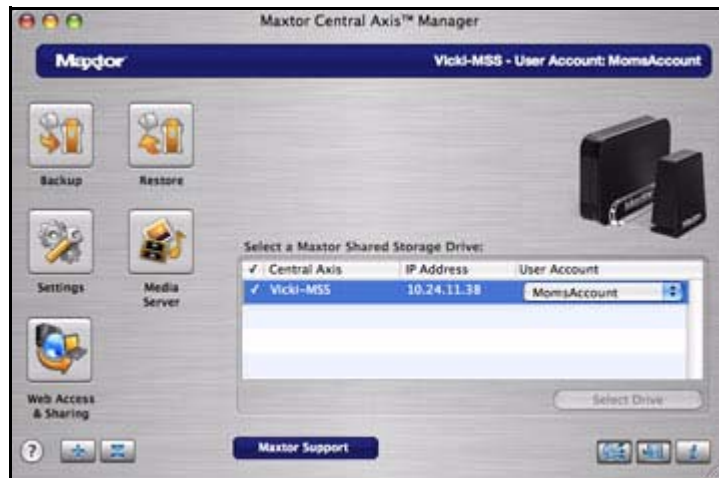 Maxtor Central Axis™ Manager
Maxtor
Vicki-MSS - User Account: MomsAccount
Backup
Restore
Settings
Media Server
Web Access & Sharing
Select a Maxtor Shared Storage Drive:
✓ Central Axis IP Address User Account
✓ Vicki-MSS 10.24.11.38 MomsAccount
Select Drive
?
Maxtor Support
i